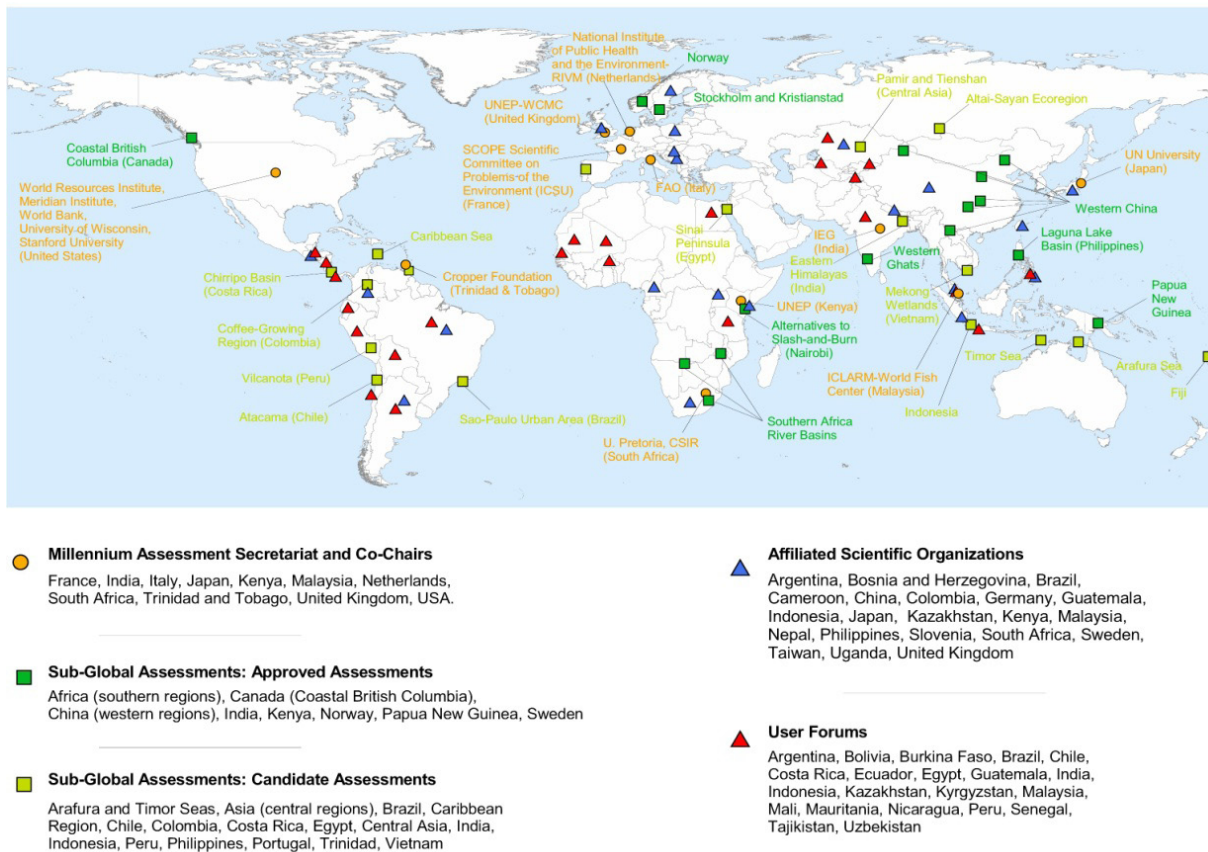 National Institute
of Public Health
and the Environment-
RIVM (Netherlands)
Norway
Stockholm and Kristianstad
Pamir and Tienshan
(Central Asia)
Altai-Sayan Ecoregion
UNEP-WCMC
(United Kingdom)
Coastal British
Columbia (Canada)
SCOPE Scientific
Committee on
Problems of the
Environment (ICSU)
(France)
FAO (Italy)
UN University
(Japan)
World Resources Institute,
Meridian Institute,
World Bank,
University of Wisconsin,
Stanford University
(United States)
Western China
Caribbean Sea
Sinai
Peninsula
(Egypt)
IEG
(India)
Eastern
Himalayas
(India)
Western
Ghats
Laguna Lake
Basin (Philippines)
Chirripo Basin
(Costa Rica)
Cropper Foundation
(Trinidad & Tobago)
UNEP (Kenya)
Mekong
Wetlands
(Vietnam)
Papua
New
Guinea
Coffee-Growing
Region (Colombia)
Alternatives to
Slash-and-Burn
(Nairobi)
Timor Sea
Arafura Sea
Vilcanota (Peru)
ICLARM-World Fish
Center (Malaysia)
Fiji
Atacama (Chile)
Sao-Paulo Urban Area (Brazil)
Indonesia
Southern Africa
River Basins
U. Pretoria, CSIR
(South Africa)
Millennium Assessment Secretariat and Co-Chairs
France, India, Italy, Japan, Kenya, Malaysia, Netherlands,
South Africa, Trinidad and Tobago, United Kingdom, USA.
Sub-Global Assessments: Approved Assessments
Africa (southern regions), Canada (Coastal British Columbia),
China (western regions), India, Kenya, Norway, Papua New Guinea, Sweden
Sub-Global Assessments: Candidate Assessments
Arafura and Timor Seas, Asia (central regions), Brazil, Caribbean
Region, Chile, Colombia, Costa Rica, Egypt, Central Asia, India,
Indonesia, Peru, Philippines, Portugal, Trinidad, Vietnam
Affiliated Scientific Organizations
Argentina, Bosnia and Herzegovina, Brazil,
Cameroon, China, Colombia, Germany, Guatemala,
Indonesia, Japan, Kazakhstan, Kenya, Malaysia,
Nepal, Philippines, Slovenia, South Africa, Sweden,
Taiwan, Uganda, United Kingdom
User Forums
Argentina, Bolivia, Burkina Faso, Brazil, Chile,
Costa Rica, Ecuador, Egypt, Guatemala, India,
Indonesia, Kazakhstan, Kyrgyzstan, Malaysia,
Mali, Mauritania, Nicaragua, Peru, Senegal,
Tajikistan, Uzbekistan